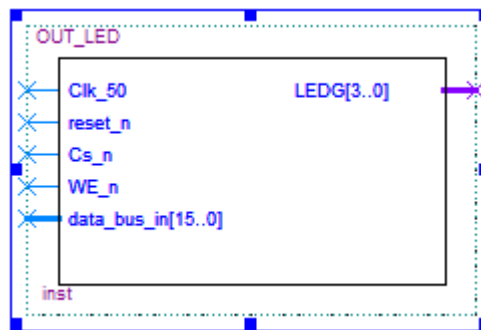 OUT_LED
Clk_50 LEDG[3..0]
reset_n
Cs_n
WE_n
data_bus_in[15..0]
inst